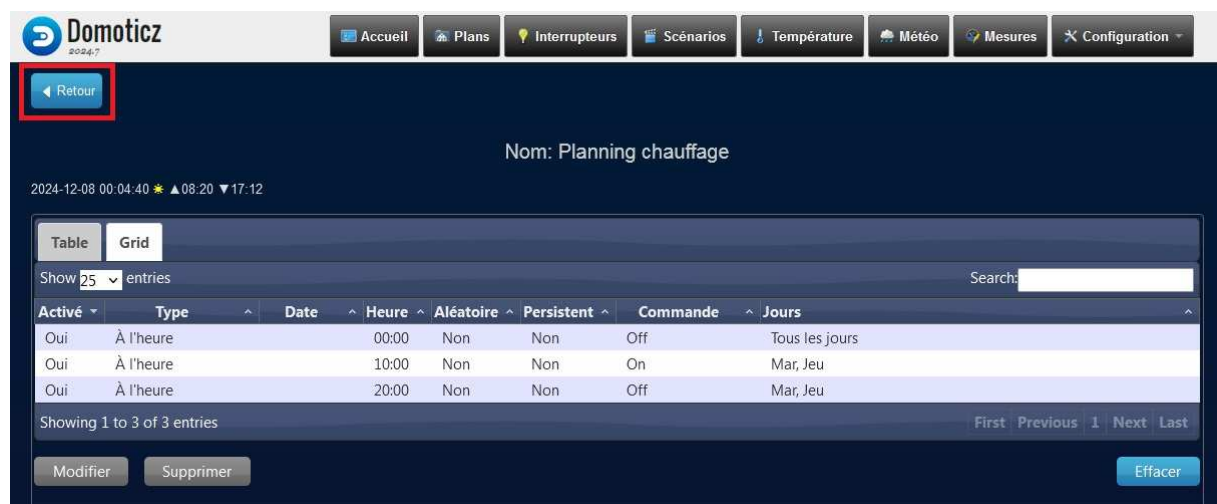 Domoticz
2024.7
Accueil Plans Interrupteurs Scénarios Température Météo Mesures Configuration
Retour
Nom: Planning chauffage
2024-12-08 00:04:40 ☀ ▲08:20 ▼17:12
Table Grid
Show 25 entries Search:
Activé Type Date Heure Aléatoire Persistent Commande Jours
Oui À l'heure 00:00 Non Non Off Tous les jours
Oui À l'heure 10:00 Non Non On Mar, Jeu
Oui À l'heure 20:00 Non Non Off Mar, Jeu
Showing 1 to 3 of 3 entries First Previous 1 Next Last
Modifier Supprimer Effacer